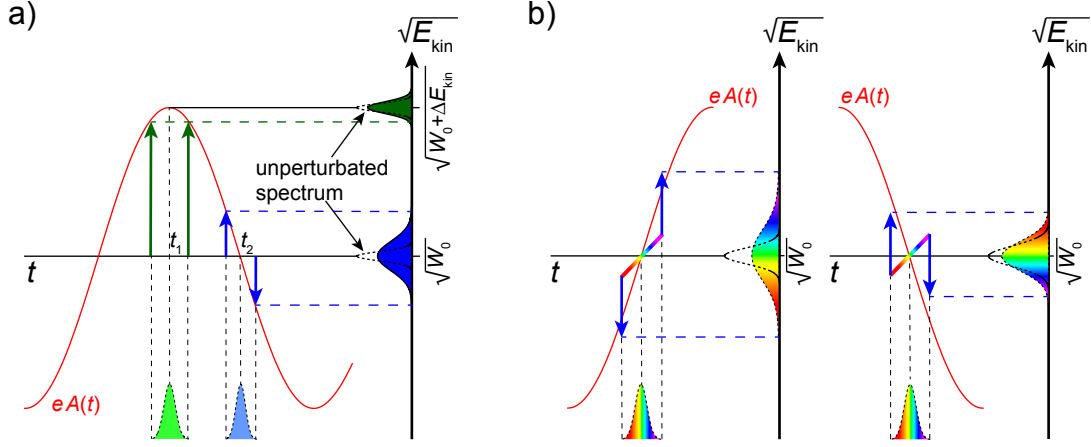 a)
√E_kin
√W_0 + ΔE_kin
unperturbated
spectrum
t_1
t_2
t
√W_0
eA(t)
b)
√E_kin
eA(t)
t
√W_0
√E_kin
eA(t)
t
√W_0